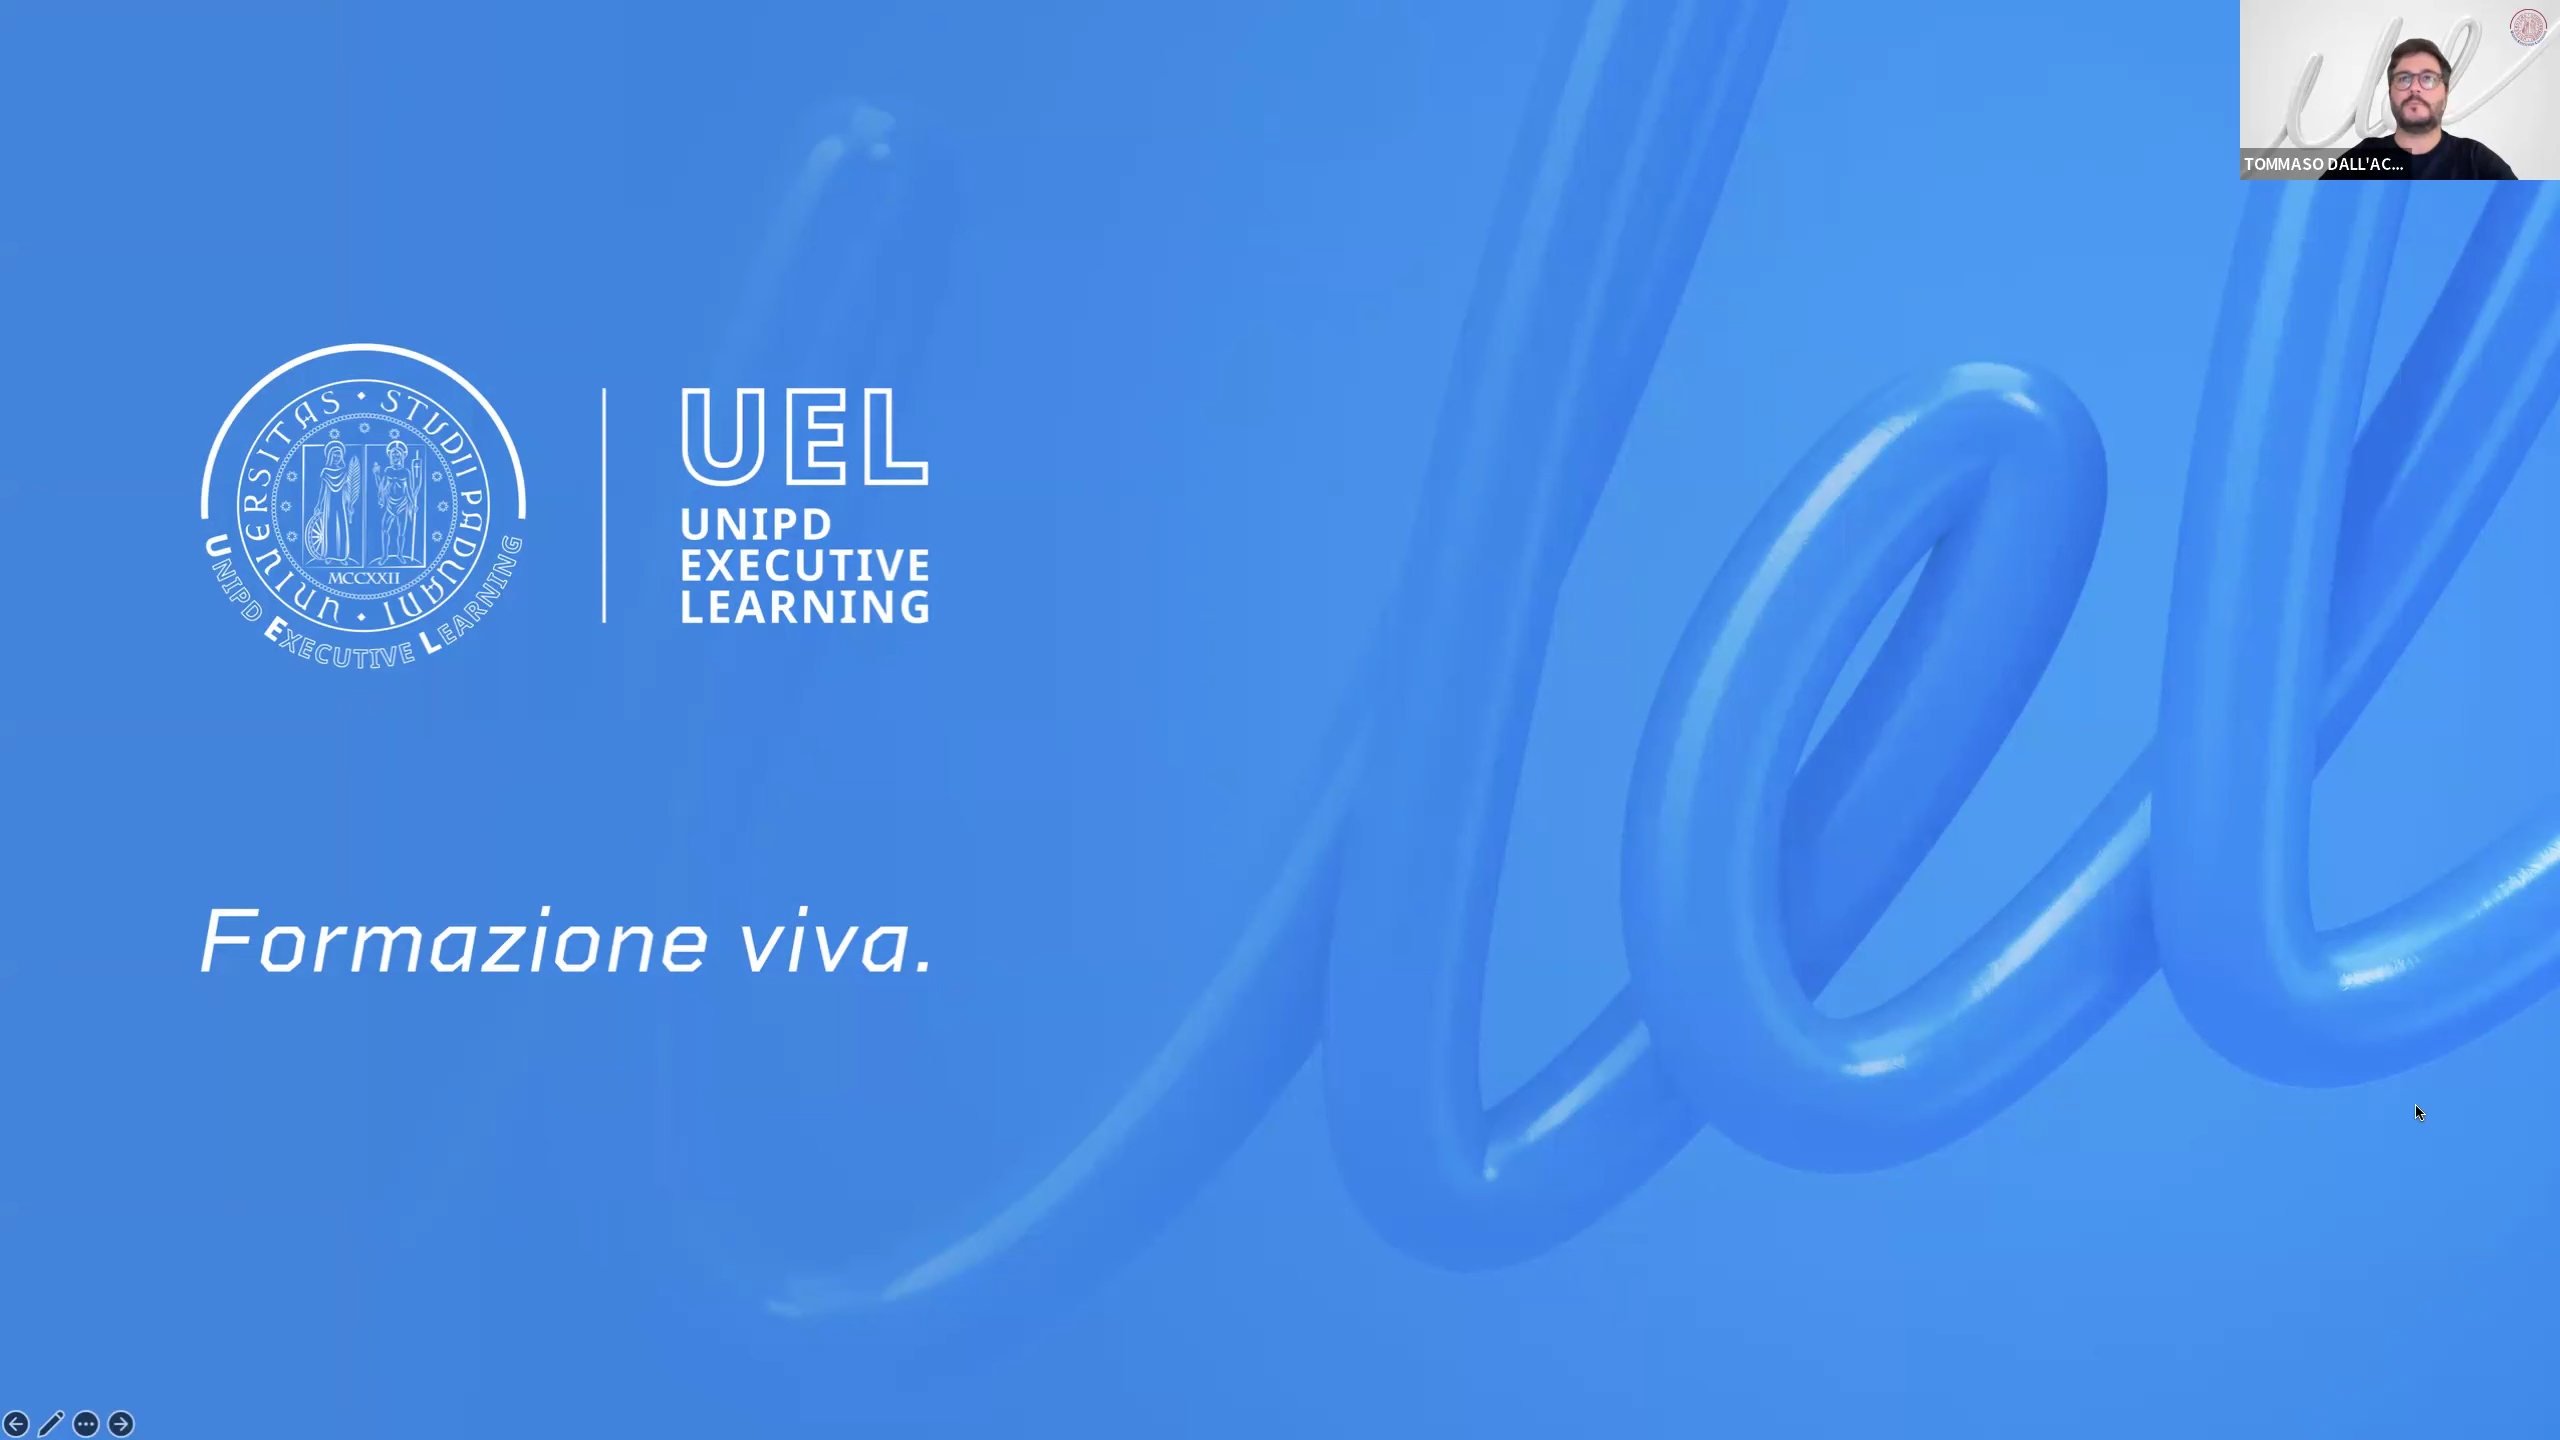 TOMMASO DALL'AC...
UNIVERSITAS • STUDII PADUANI •
MCCXXII
UNIPD EXECUTIVE LEARNING
UEL
UNIPD
EXECUTIVE
LEARNING
Formazione viva.